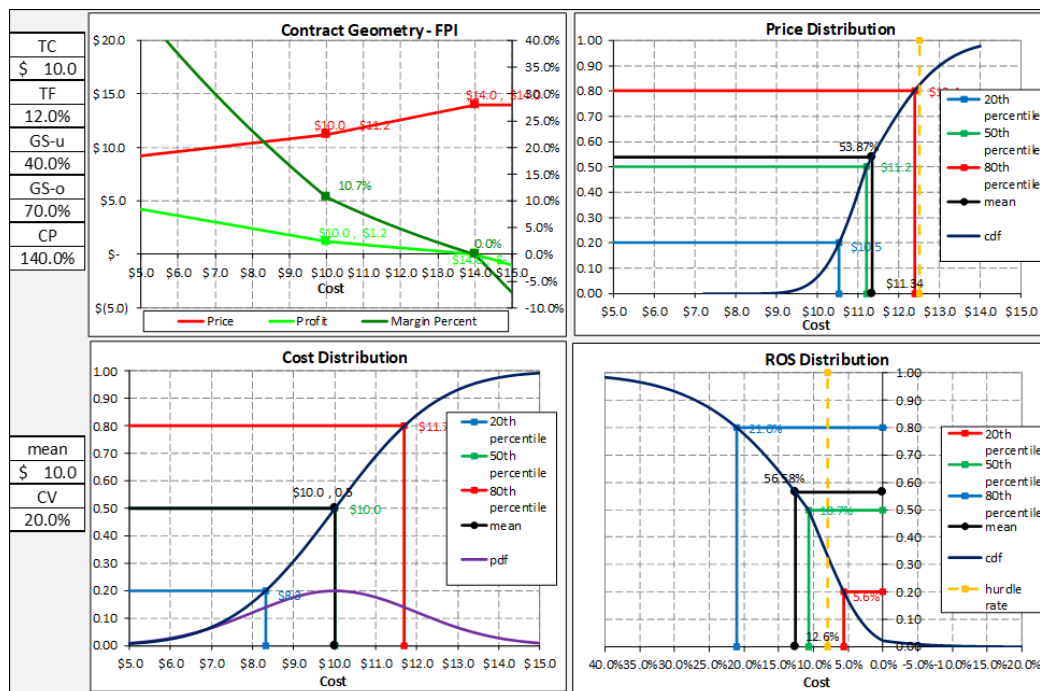 TC
$ 10.0
TF
12.0%
GS-u
40.0%
GS-o
70.0%
CP
140.0%
mean
$ 10.0
CV
20.0%
Contract Geometry - FPI
$20.0
$15.0
$10.0
$5.0
$-
$(5.0)
40.0%
35.0%
30.0%
25.0%
20.0%
15.0%
10.0%
5.0%
0.0%
-5.0%
-10.0%
$14.0 ,
$10.0 , $11.2
10.7%
$10.0 , $1.2
0.0%
$5.0 $6.0 $7.0 $8.0 $9.0 $10.0 $11.0 $12.0 $13.0 $14.0 $15.0
Cost
Price Profit Margin Percent
Price Distribution
1.00
0.90
0.80
0.70
0.60
0.50
0.40
0.30
0.20
0.10
0.00
53.87%
$11.2
$10.5
$11.34
$5.0 $6.0 $7.0 $8.0 $9.0 $10.0 $11.0 $12.0 $13.0 $14.0 $15.0
Cost
20th
percentile
50th
percentile
80th
percentile
mean
cdf
Cost Distribution
1.00
0.90
0.80
0.70
0.60
0.50
0.40
0.30
0.20
0.10
0.00
$11.7
$10.0 , 0.5
$10.0
$8.3
$5.0 $6.0 $7.0 $8.0 $9.0 $10.0 $11.0 $12.0 $13.0 $14.0 $15.0
Cost
20th
percentile
50th
percentile
80th
percentile
mean
pdf
ROS Distribution
1.00
0.90
0.80
0.70
0.60
0.50
0.40
0.30
0.20
0.10
0.00
21.0%
56.58%
10.7%
5.6%
12.6%
40.0% 35.0% 30.0% 25.0% 20.0% 15.0% 10.0% 5.0% 0.0% -5.0% -10.0% 15.0% 20.0%
Cost
20th
percentile
50th
percentile
80th
percentile
mean
cdf
hurdle
rate